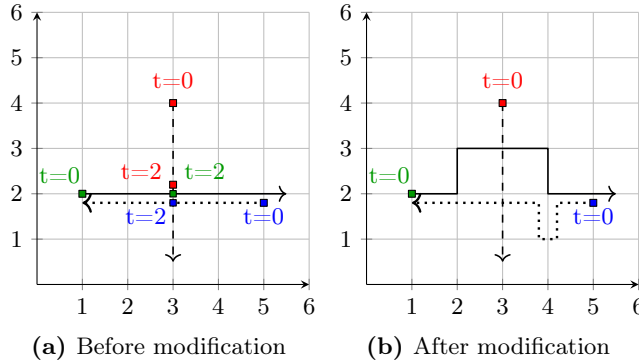 6
5
4
3
2
1
1 2 3 4 5 6
t=0
t=0
t=2
t=2
t=2
t=0
(a) Before modification
6
5
4
3
2
1
1 2 3 4 5 6
t=0
t=0
t=0
(b) After modification